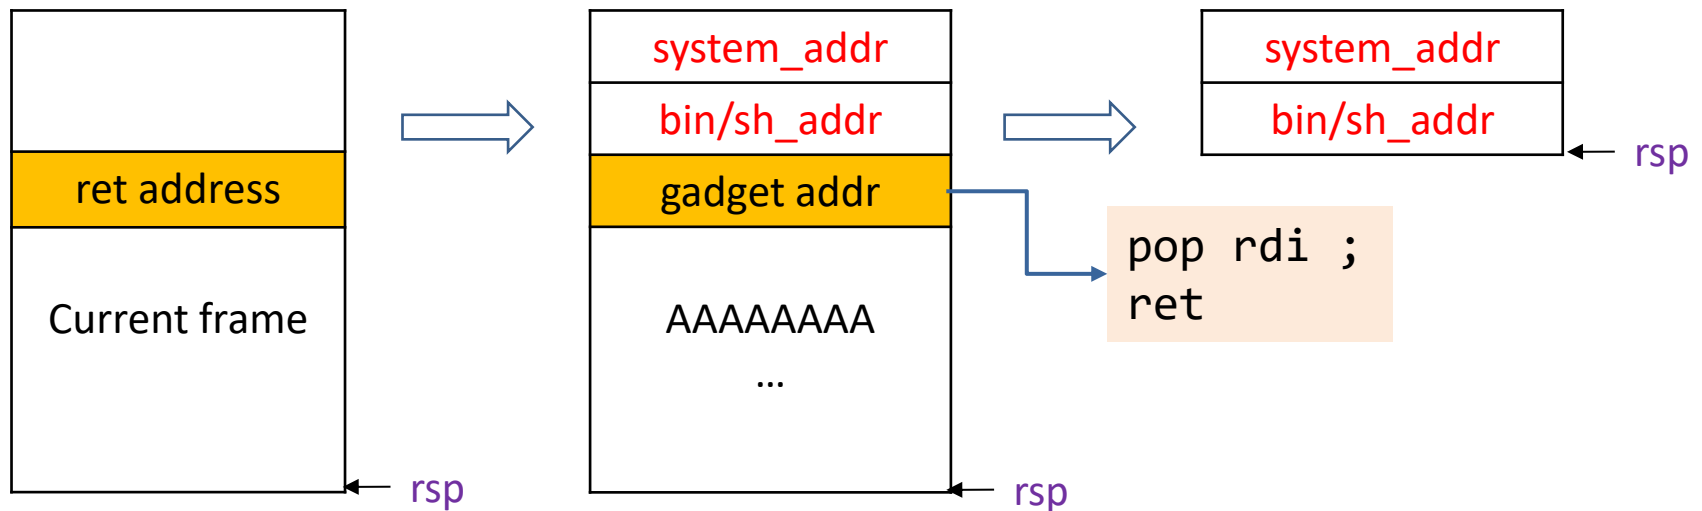 ret address
Current frame
rsp
system_addr
bin/sh_addr
gadget addr
AAAAAAAA
...
rsp
pop rdi ;
ret
system_addr
bin/sh_addr
rsp